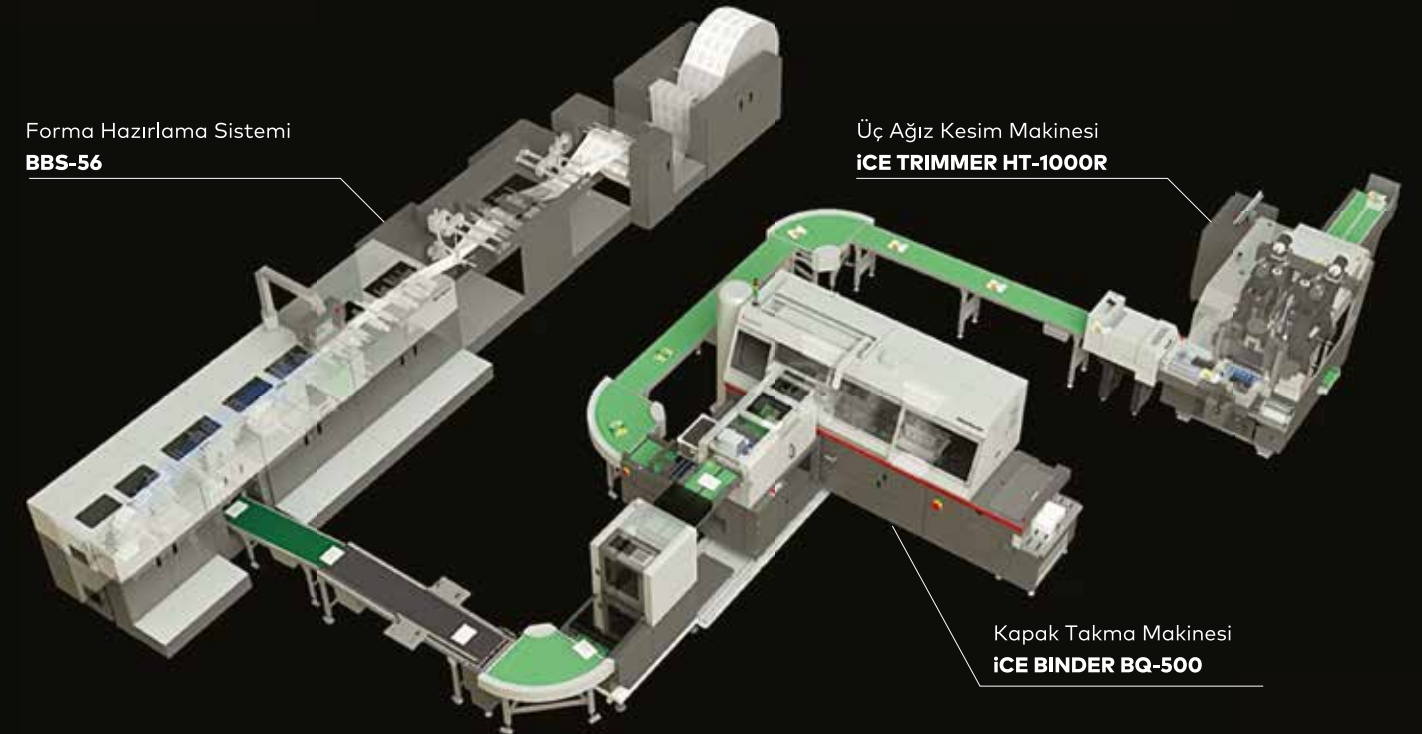 Forma Hazırlama Sistemi
BBS-56
Üç Ağız Kesim Makinesi
iCE TRIMMER HT-1000R
Kapak Takma Makinesi
iCE BINDER BQ-500